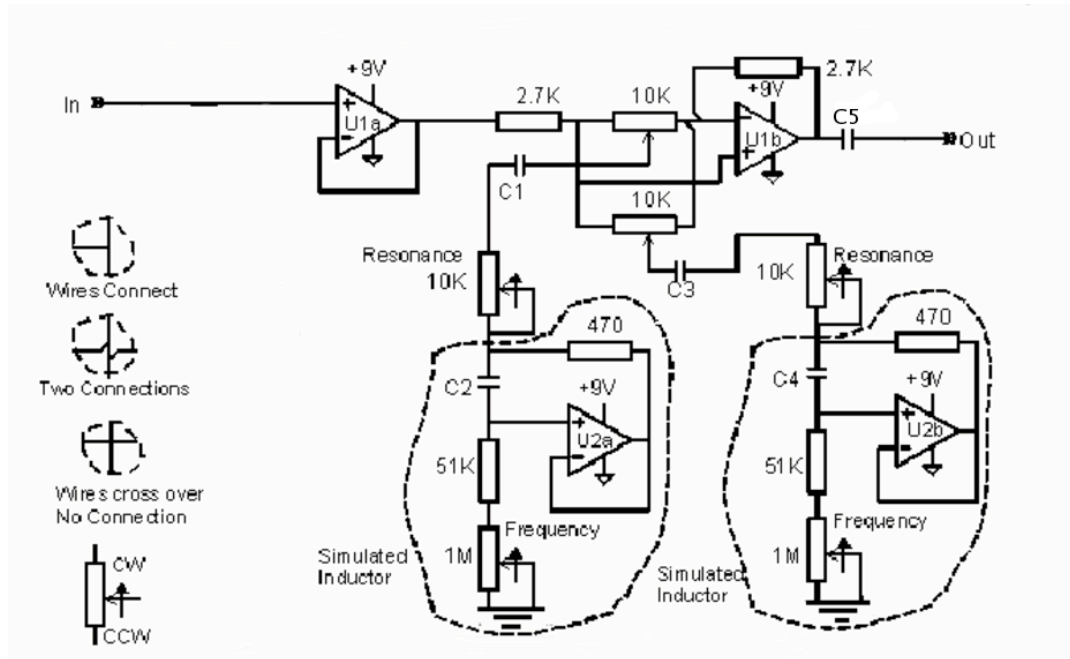 In
+9V
+
U1a
-
2.7K
10K
2.7K
+9V
-
U1b
+
C5
Out
C1
10K
C3
Resonance
10K
Resonance
10K
Wires Connect
Two Connections
Wires cross over
No Connection
CW
CCW
470
C2
+9V
+
U2a
-
51K
Frequency
1M
Simulated
Inductor
470
C4
+9V
+
U2b
-
51K
Frequency
1M
Simulated
Inductor